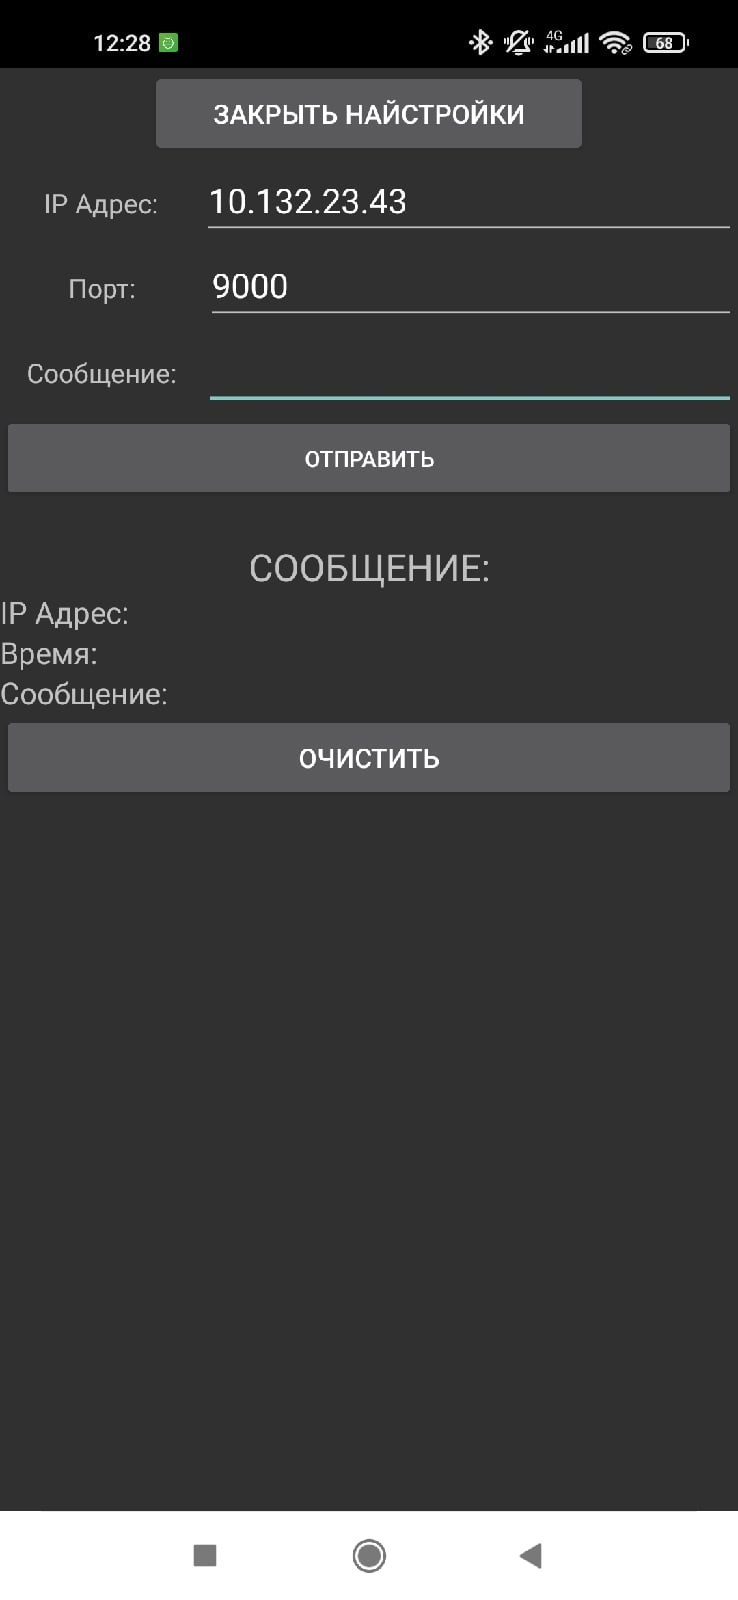 12:28 4G 68
ЗАКРЫТЬ НАЙСТРОЙКИ
IP Адрес: 10.132.23.43
Порт: 9000
Сообщение:
ОТПРАВИТЬ
СООБЩЕНИЕ:
IP Адрес:
Время:
Сообщение:
ОЧИСТИТЬ